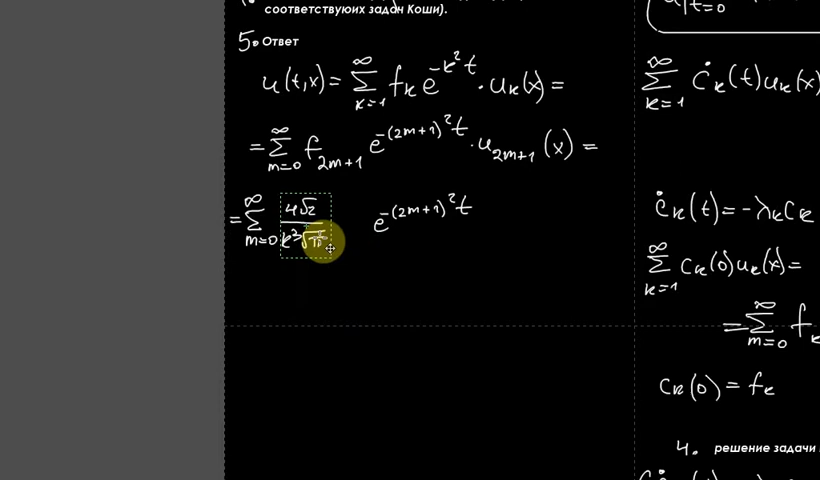 соответствуюих задач Коши).
5. Ответ
u(t,x) = ∑_{k=1}^{∞} f_k e^{-k²t} · u_k(x) =
= ∑_{m=0}^{∞} f_{2m+1} e^{-(2m+1)²t} · u_{2m+1}(x) =
= ∑_{m=0}^{∞} 4√2 / k³√π e^{-(2m+1)²t}
u|t=0
∑_{k=1}^{∞} ċ_k(t)u_k(x)
ċ_k(t) = -λ_k c_k
∑_{k=1}^{∞} c_k(0)u_k(x) =
= ∑_{m=0}^{∞} f_k
c_k(0) = f_k
4. решение задачи